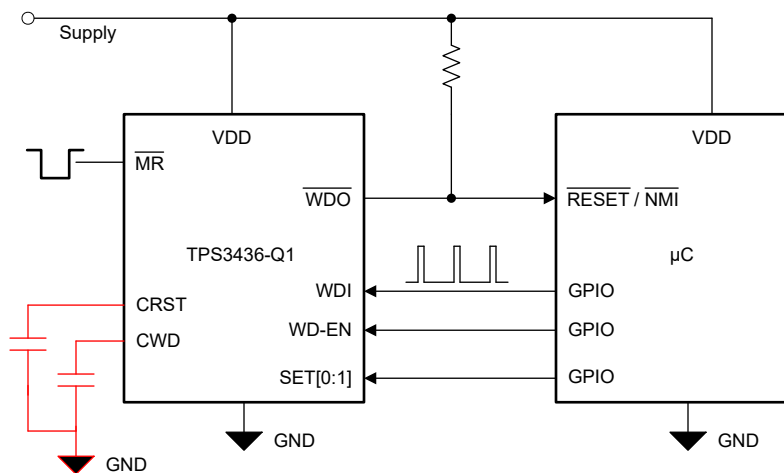 Supply
VDD
VDD
MR
WDO
RESET / NMI
TPS3436-Q1
µC
WDI
GPIO
CRST
WD-EN
GPIO
CWD
SET[0:1]
GPIO
GND
GND
GND